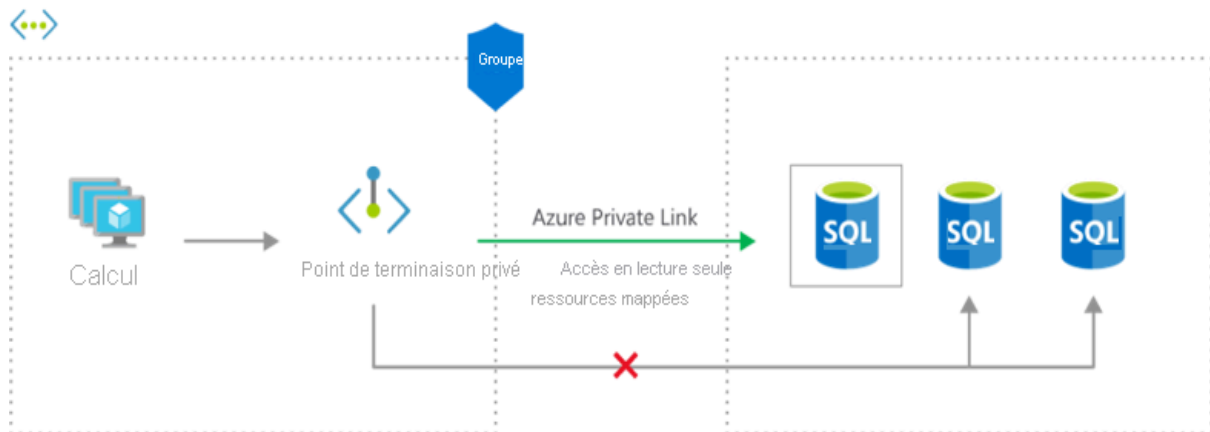 Groupe
Azure Private Link
SQL
SQL
SQL
Calcul
Point de terminaison privé
Accès en lecture seule
ressources mappées